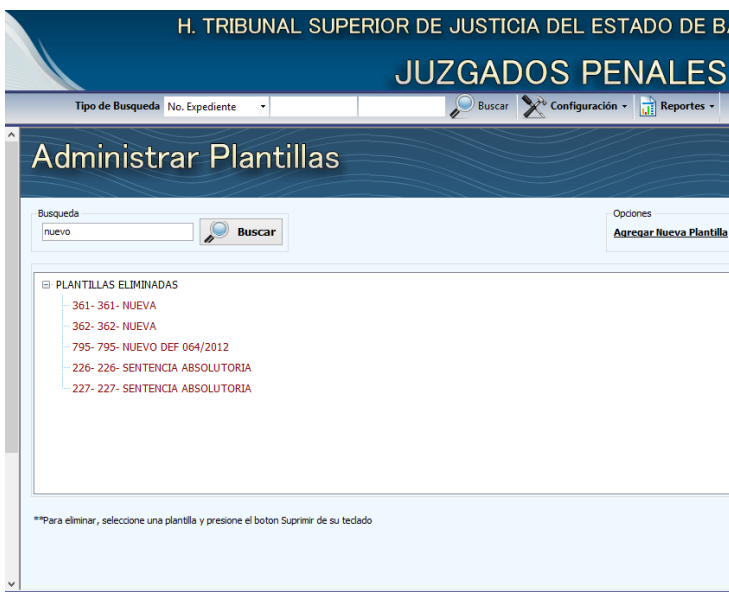 H. TRIBUNAL SUPERIOR DE JUSTICIA DEL ESTADO DE
JUZGADOS PENALES
Tipo de Busqueda No. Expediente Buscar Configuración Reportes
Administrar Plantillas
Busqueda Opciones
nuevo Buscar Agregar Nueva Plantilla
PLANTILLAS ELIMINADAS
361- 361- NUEVA
362- 362- NUEVA
795- 795- NUEVO DEF 064/2012
226- 226- SENTENCIA ABSOLUTORIA
227- 227- SENTENCIA ABSOLUTORIA
**Para eliminar, seleccione una plantilla y presione el boton Suprimir de su teclado